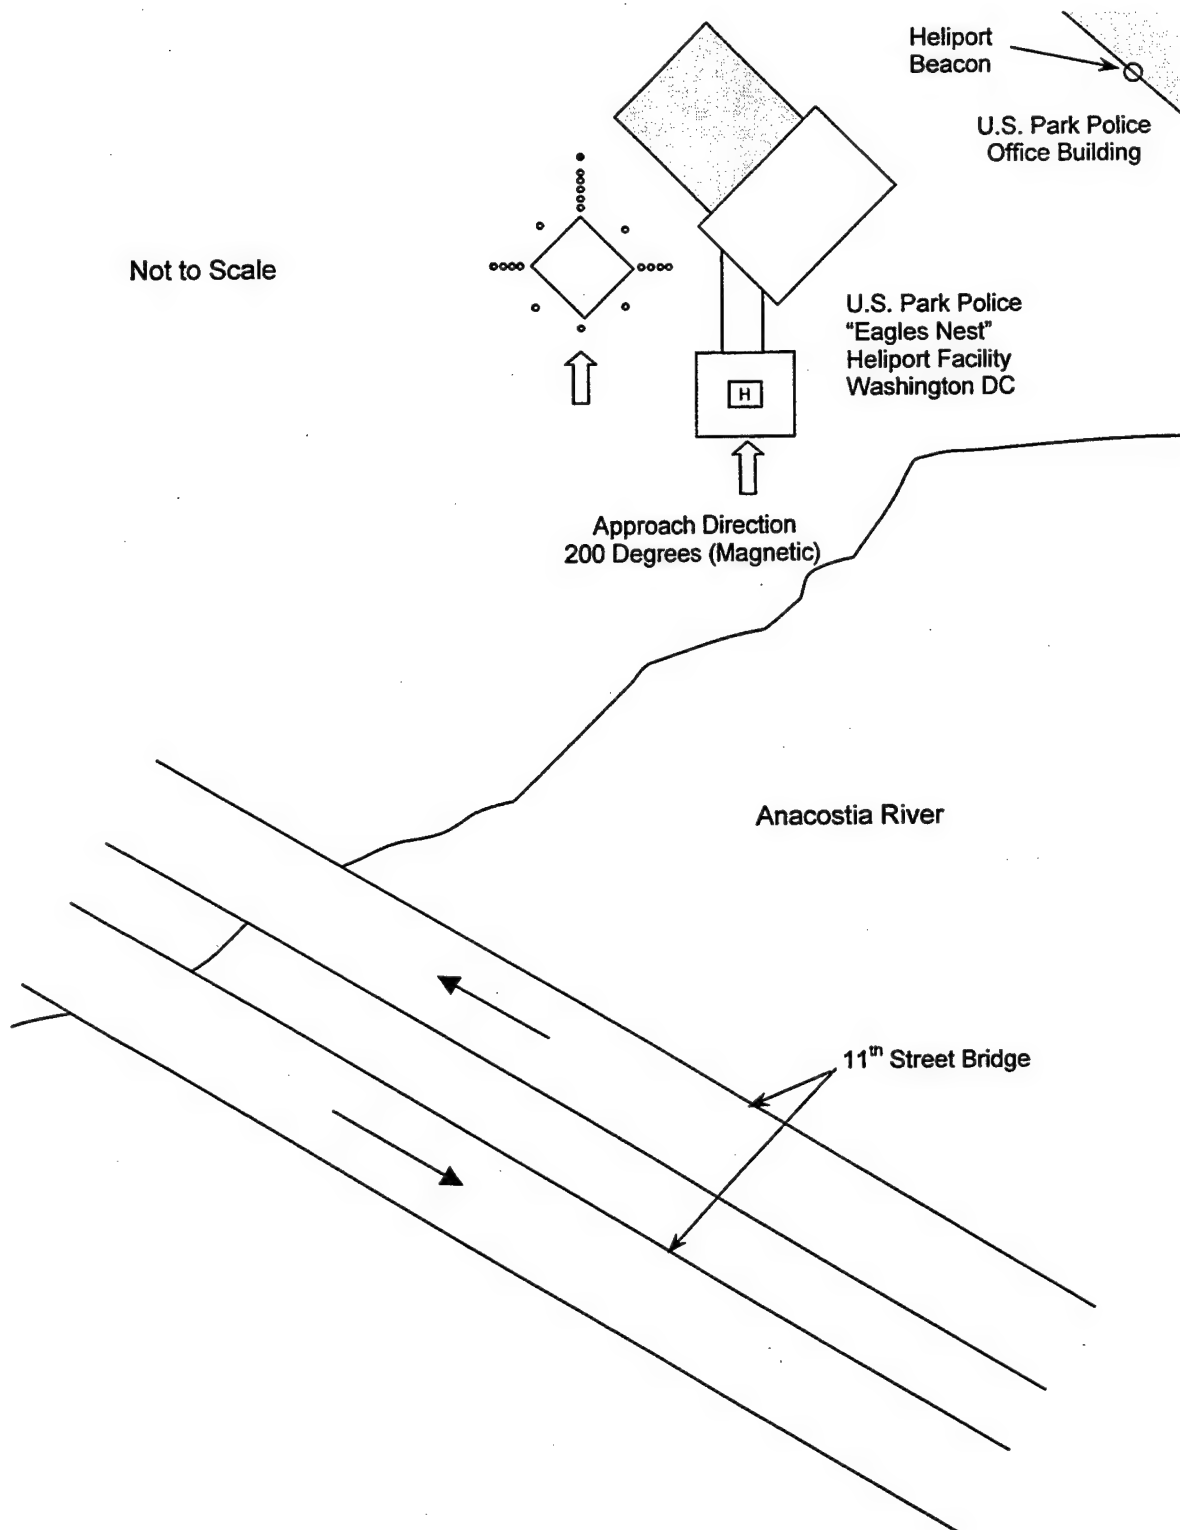 Heliport
Beacon
U.S. Park Police
Office Building
Not to Scale
U.S. Park Police
“Eagles Nest”
Heliport Facility
Washington DC
H
Approach Direction
200 Degrees (Magnetic)
Anacostia River
11th Street Bridge